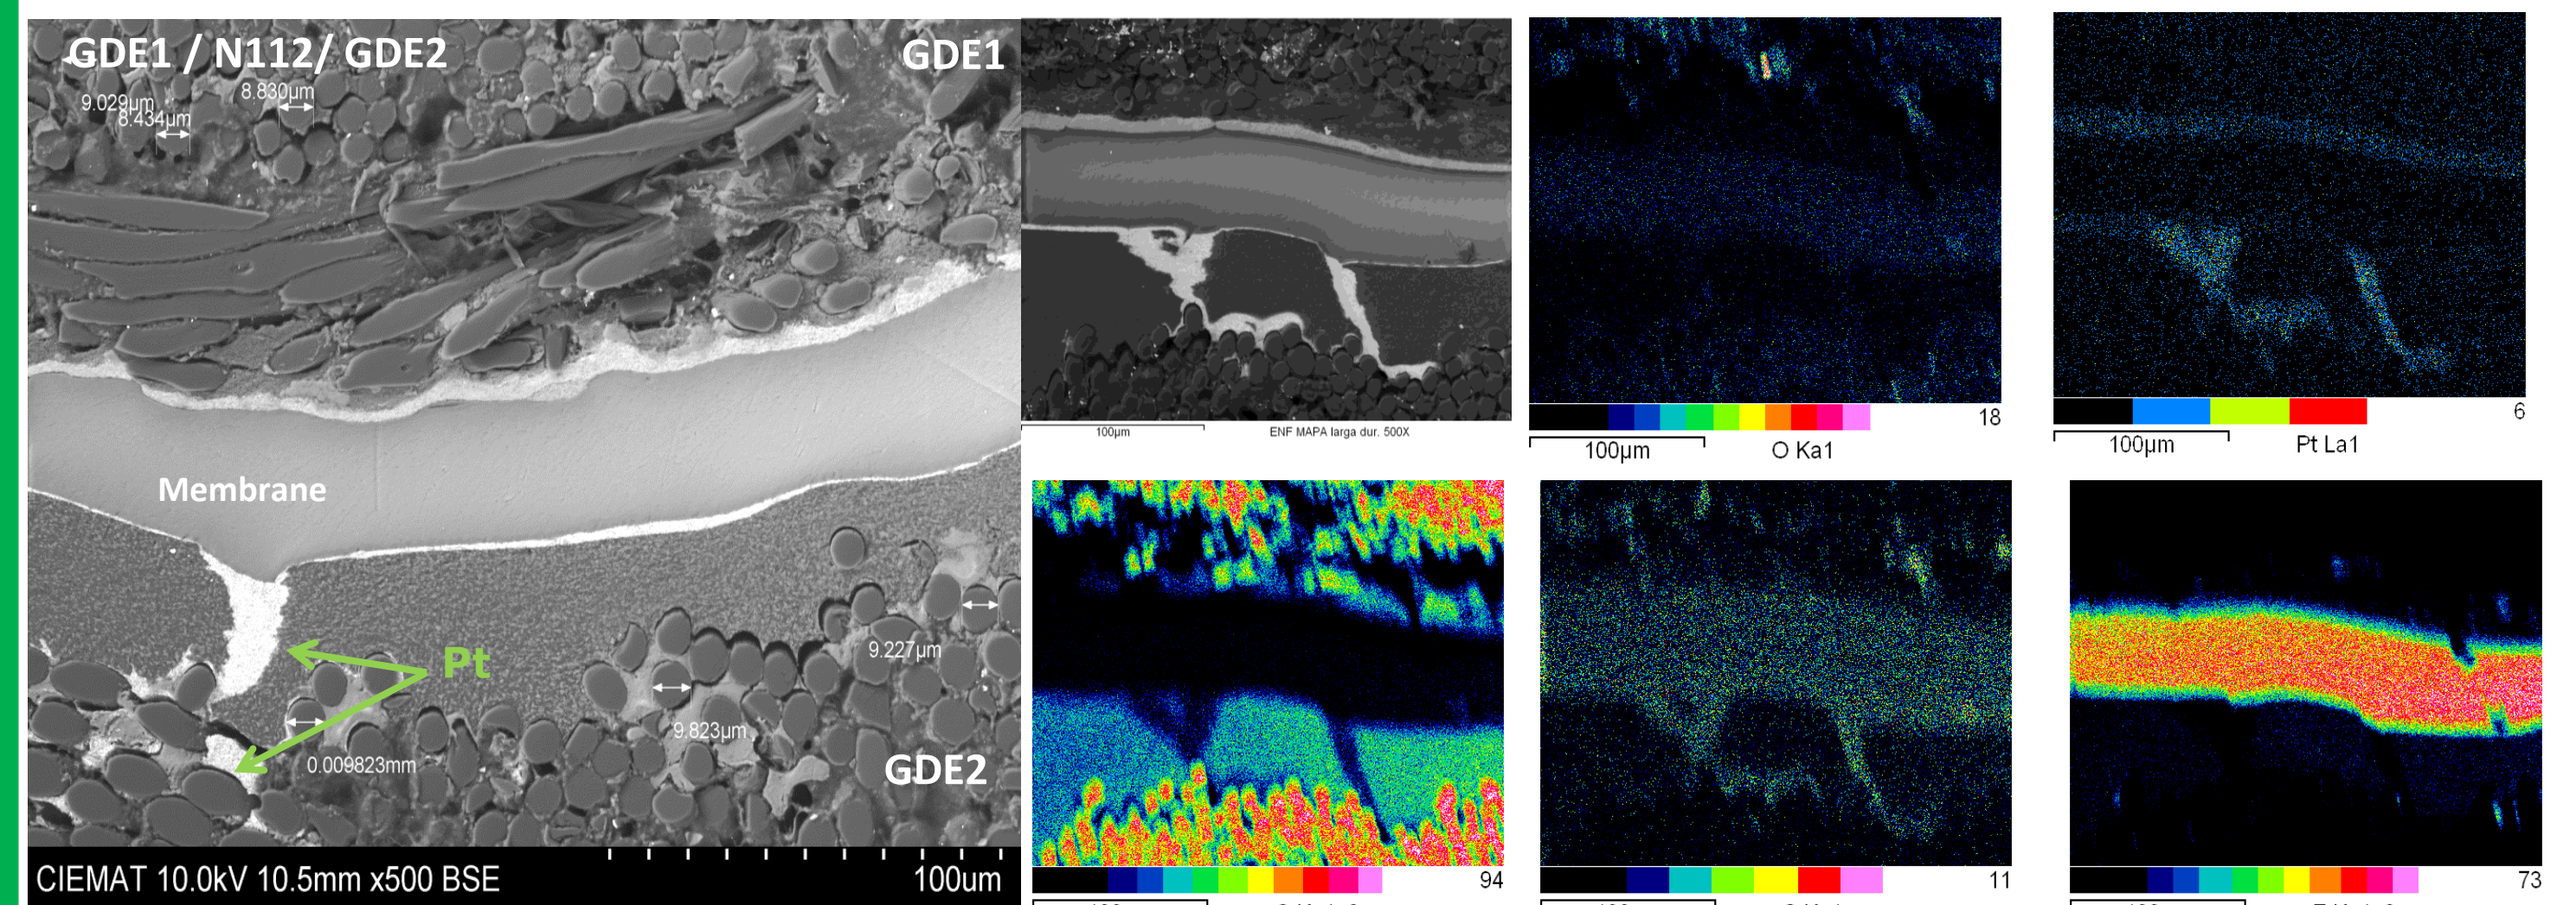 GDE1 / N112/ GDE2
GDE1
9.029µm
8.830µm
8.434µm
Membrane
Pt
9.227µm
9.823µm
0.009823mm
GDE2
CIEMAT 10.0kV 10.5mm x500 BSE
100um
100µm
ENF MAPA larga dur. 500X
18
100µm
O Ka1
6
100µm
Pt La1
94
11
73